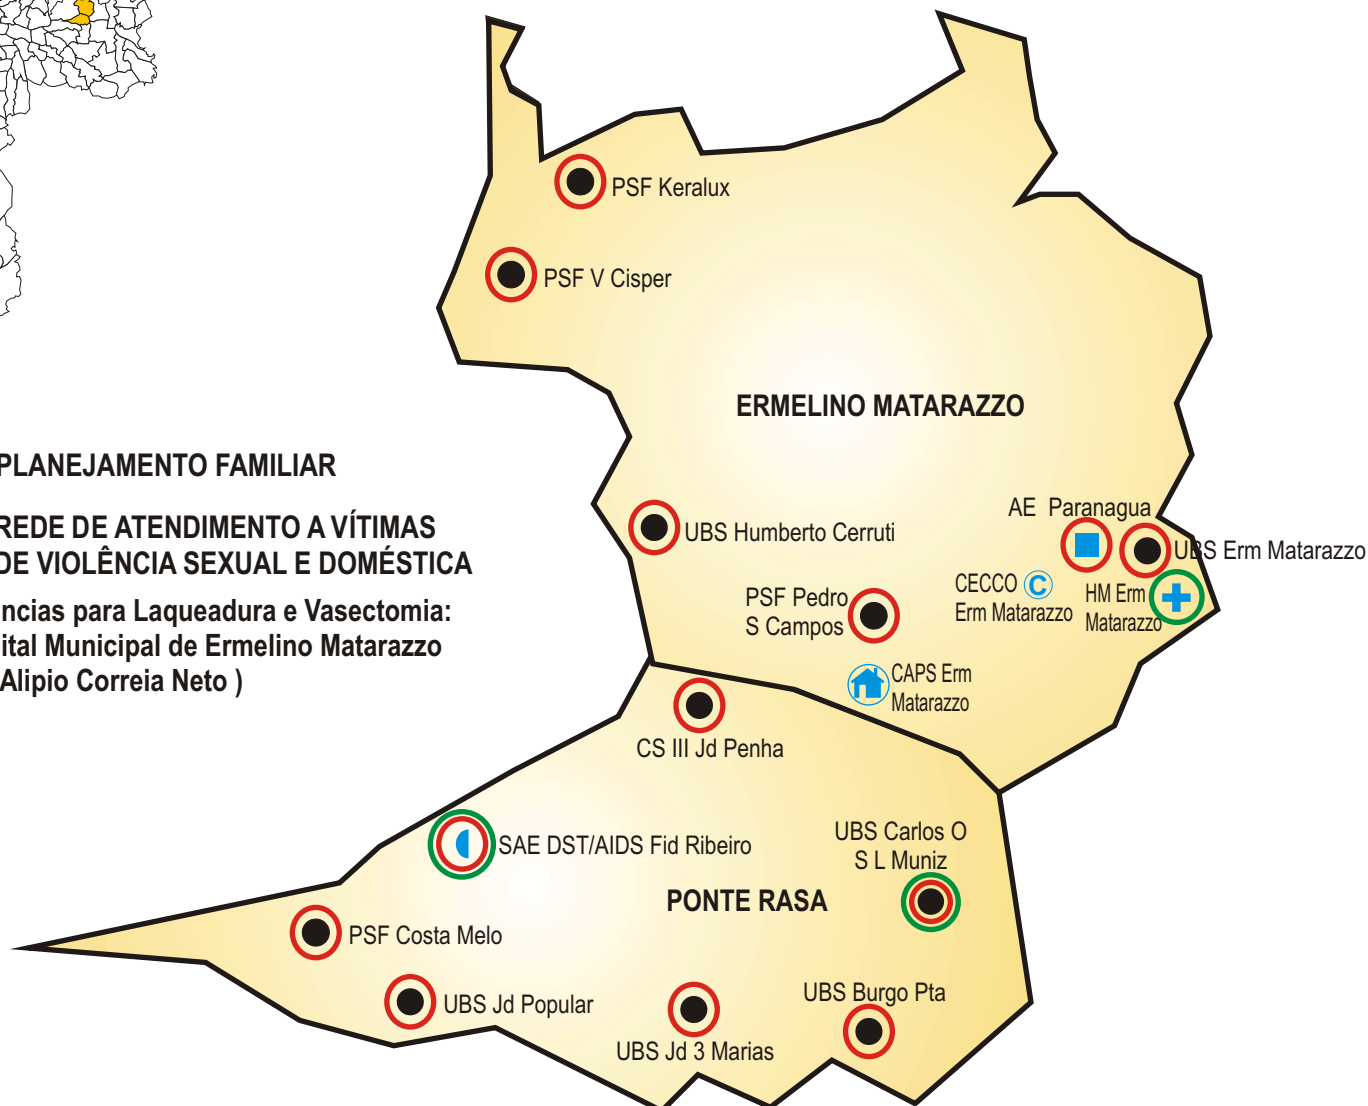 PSF Keralux
PSF V Cisper
ERMELINO MATARAZZO
PLANEJAMENTO FAMILIAR
REDE DE ATENDIMENTO A VÍTIMAS
DE VIOLÊNCIA SEXUAL E DOMÉSTICA
ncias para Laqueadura e Vasectomia:
ital Municipal de Ermelino Matarazzo
Alipio Correia Neto )
AE Paranagua
UBS Humberto Cerruti
UBS Erm Matarazzo
CECCO C
Erm Matarazzo
HM Erm
Matarazzo
PSF Pedro
S Campos
CAPS Erm
Matarazzo
CS III Jd Penha
SAE DST/AIDS Fid Ribeiro
UBS Carlos O
S L Muniz
PONTE RASA
PSF Costa Melo
UBS Jd Popular
UBS Burgo Pta
UBS Jd 3 Marias